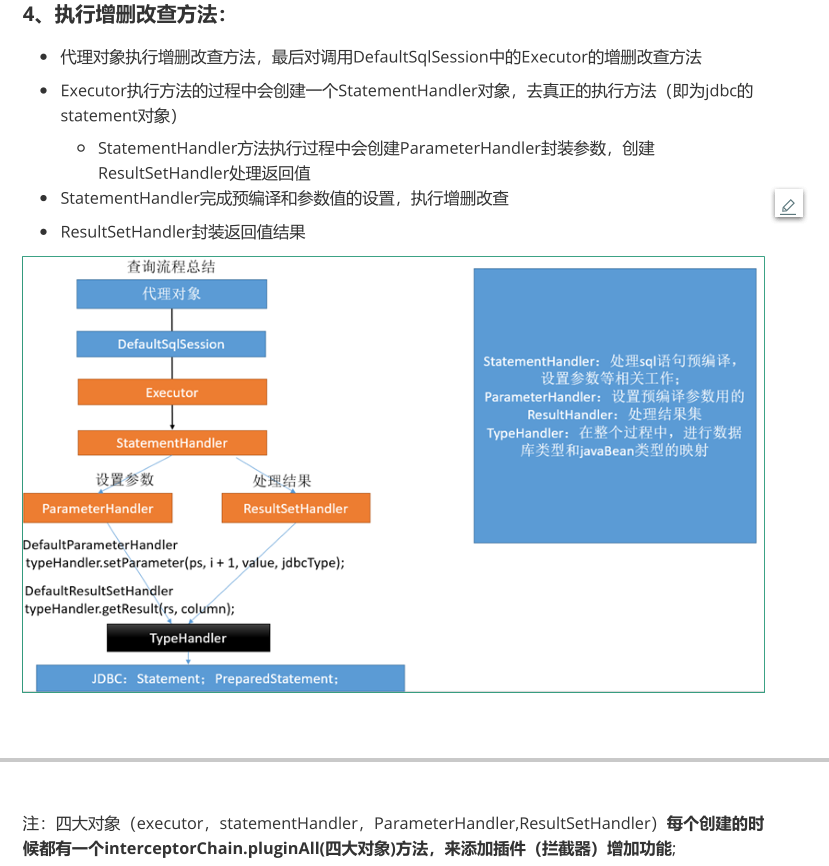 4、执行增删改查方法：
代理对象执行增删改查方法，最后对调用DefaultSqlSession中的Executor的增删改查方法
Executor执行方法的过程中会创建一个StatementHandler对象，去真正的执行方法（即为jdbc的
statement对象）
StatementHandler方法执行过程中会创建ParameterHandler封装参数，创建
ResultSetHandler处理返回值
StatementHandler完成预编译和参数值的设置，执行增删改查
ResultSetHandler封装返回值结果
查询流程总结
代理对象
DefaultSqlSession
Executor
StatementHandler
设置参数
处理结果
ParameterHandler
ResultSetHandler
DefaultParameterHandler
typeHandler.setParameter(ps, i + 1, value, jdbcType);
DefaultResultSetHandler
typeHandler.getResult(rs, column);
TypeHandler
JDBC：Statement；PreparedStatement；
StatementHandler：处理sql语句预编译，
设置参数等相关工作；
ParameterHandler：设置预编译参数用的
ResultHandler：处理结果集
TypeHandler：在整个过程中，进行数据
库类型和javaBean类型的映射
注：四大对象（executor，statementHandler，ParameterHandler,ResultSetHandler）每个创建的时
候都有一个interceptorChain.pluginAll(四大对象)方法，来添加插件（拦截器）增加功能;